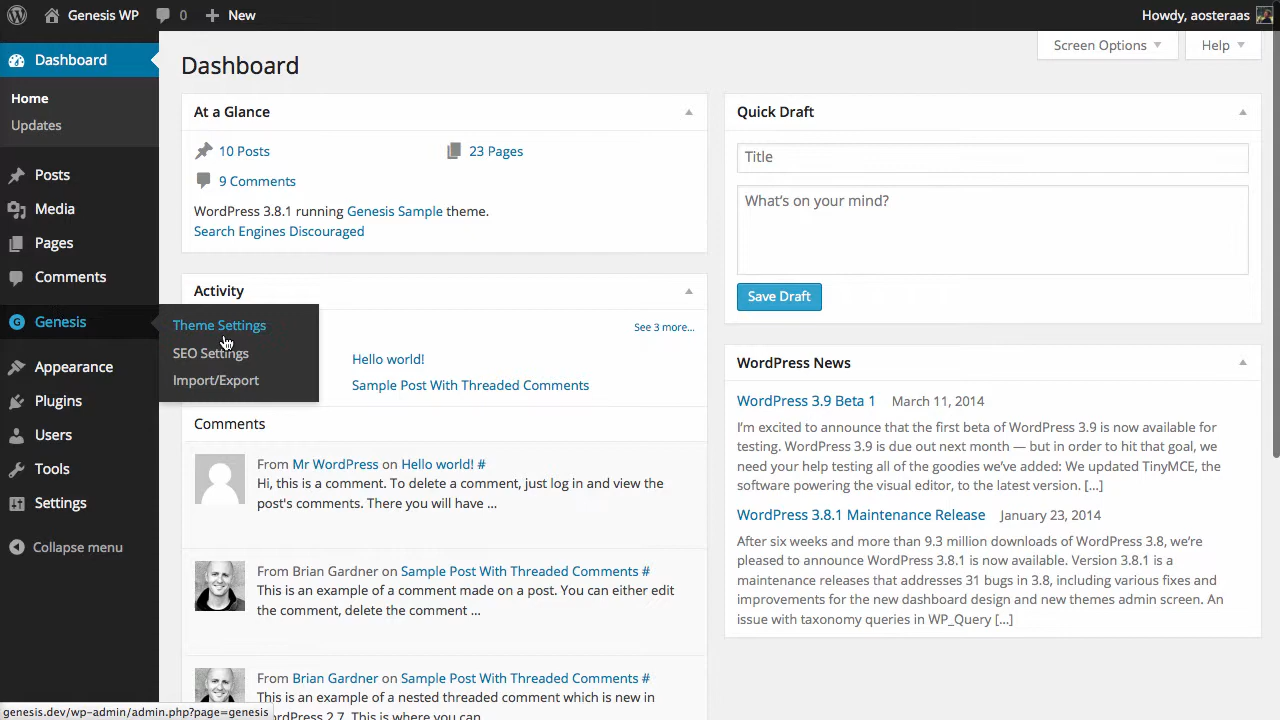 Genesis WP
0
New
Howdy, aosteraas
Dashboard
Home
Updates
Posts
Media
Pages
Comments
Genesis
Appearance
Plugins
Users
Tools
Settings
Collapse menu
Theme Settings
SEO Settings
Import/Export
Screen Options
Help
Dashboard
At a Glance
10 Posts
23 Pages
9 Comments
WordPress 3.8.1 running Genesis Sample theme.
Search Engines Discouraged
Activity
See 3 more...
Hello world!
Sample Post With Threaded Comments
Comments
From Mr WordPress on Hello world! #
Hi, this is a comment. To delete a comment, just log in and view the
post's comments. There you will have ...
From Brian Gardner on Sample Post With Threaded Comments #
This is an example of a comment made on a post. You can either edit
the comment, delete the comment ...
From Brian Gardner on Sample Post With Threaded Comments #
This is an example of a nested threaded comment which is new in
WordPress 2.7. This is where you can
Quick Draft
Title
What's on your mind?
Save Draft
WordPress News
WordPress 3.9 Beta 1 March 11, 2014
I'm excited to announce that the first beta of WordPress 3.9 is now available for
testing. WordPress 3.9 is due out next month — but in order to hit that goal, we
need your help testing all of the goodies we've added: We updated TinyMCE, the
software powering the visual editor, to the latest version. [...]
WordPress 3.8.1 Maintenance Release January 23, 2014
After six weeks and more than 9.3 million downloads of WordPress 3.8, we're
pleased to announce WordPress 3.8.1 is now available. Version 3.8.1 is a
maintenance releases that addresses 31 bugs in 3.8, including various fixes and
improvements for the new dashboard design and new themes admin screen. An
issue with taxonomy queries in WP_Query [...]
genesis.dev/wp-admin/admin.php?page=genesis